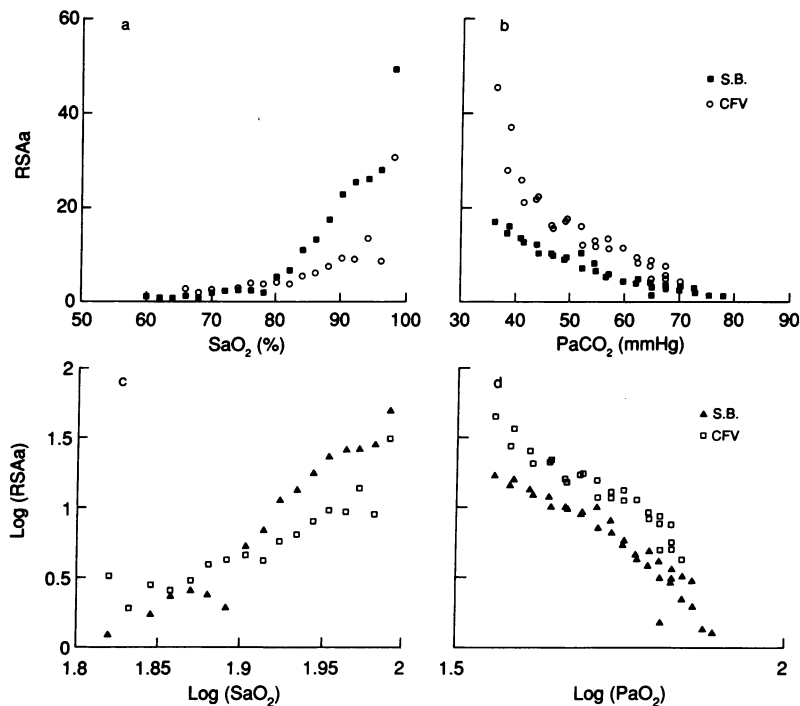 a
60
40
20
0
RSAa
50
60
70
80
90
100
SaO2 (%)
b
S.B.
CFV
30
40
50
60
70
80
90
PaCO2 (mmHg)
c
2
1.5
1
0.5
0
Log (RSAa)
1.8
1.85
1.9
1.95
2
Log (SaO2)
d
S.B.
CFV
1.5
2
Log (PaO2)